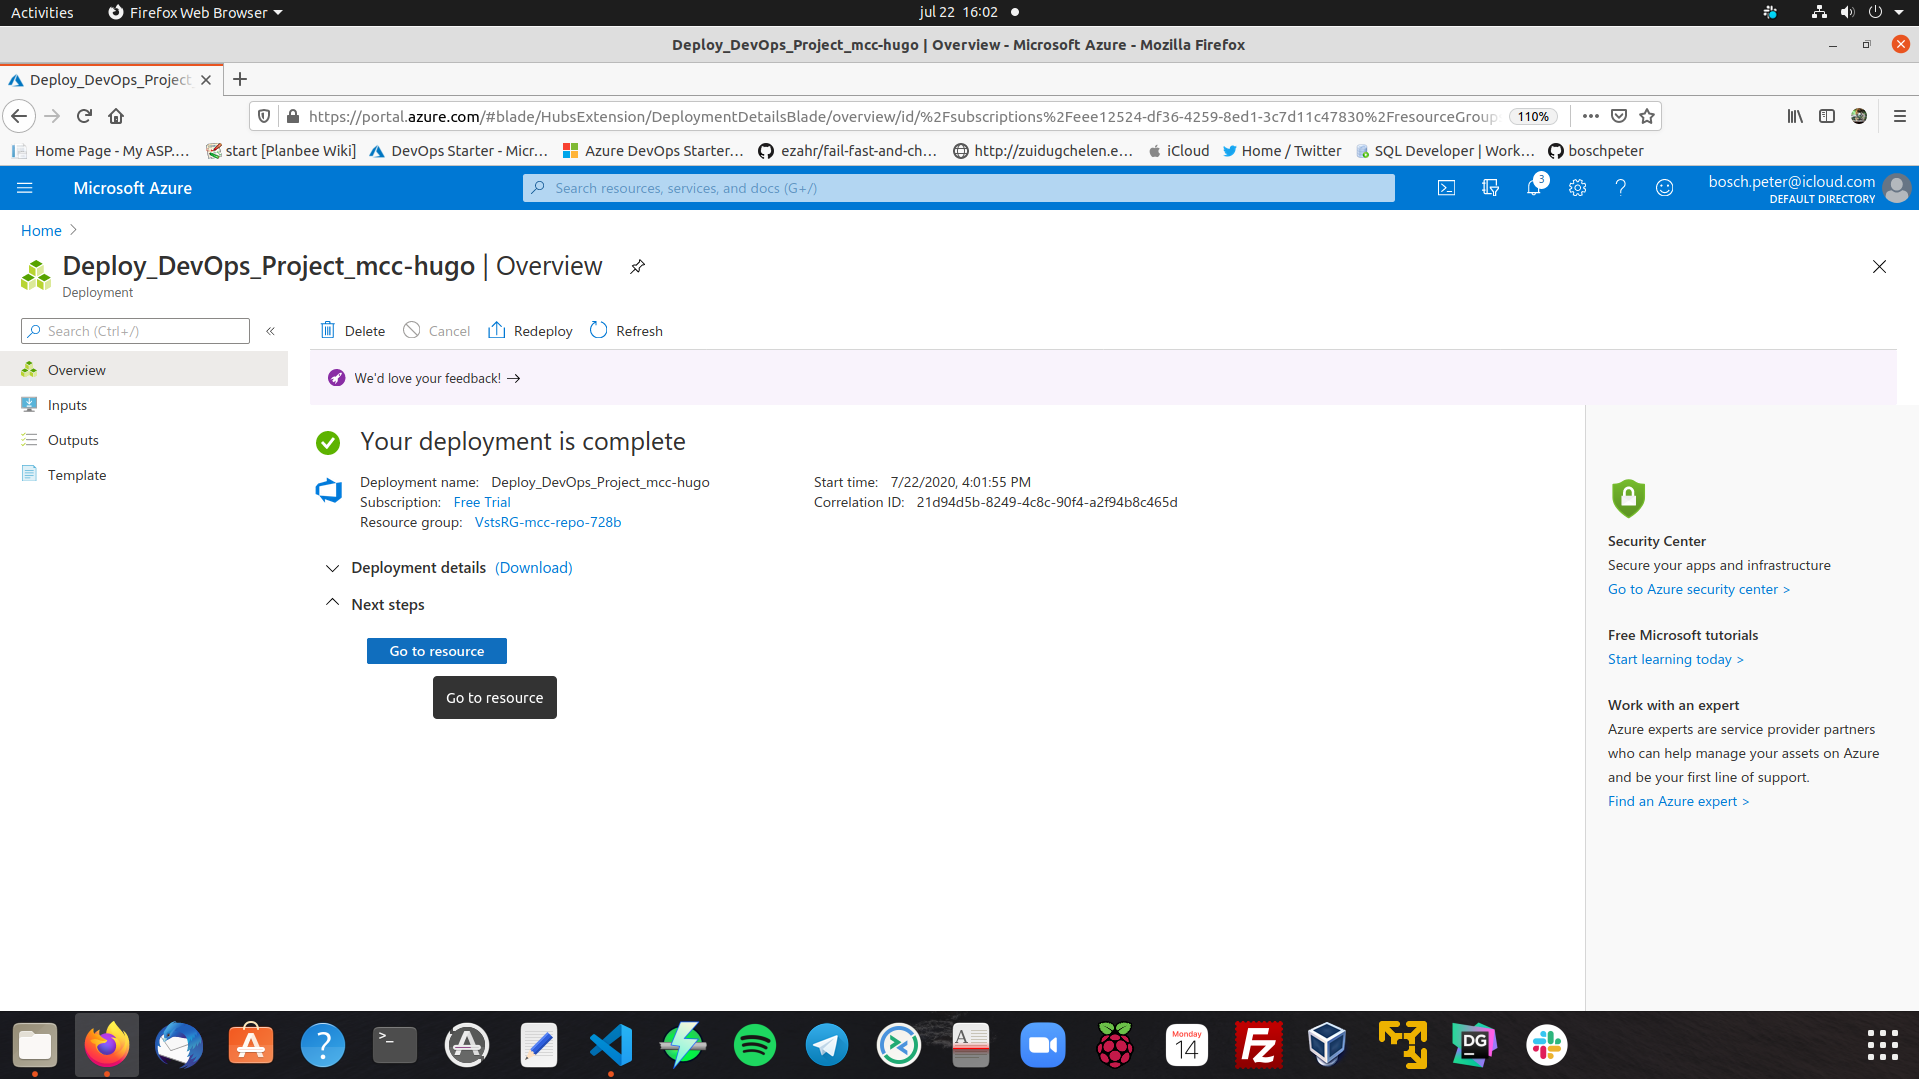 Activities
Firefox Web Browser
jul 22 16:02
Deploy_DevOps_Project_mcc-hugo | Overview - Microsoft Azure - Mozilla Firefox
Deploy_DevOps_Project
https://portal.azure.com/#blade/HubsExtension/DeploymentDetailsBlade/overview/id/%2Fsubscriptions%2Feee12524-df36-4259-8ed1-3c7d11c47830%2FresourceGroup
110%
Home Page - My ASP....
start [Planbee Wiki]
DevOps Starter - Micr...
Azure DevOps Starter...
ezahr/fail-fast-and-ch...
http://zuidugchelen.e...
iCloud
Home / Twitter
SQL Developer | Work...
boschpeter
Microsoft Azure
Search resources, services, and docs (G+/)
3
bosch.peter@icloud.com
DEFAULT DIRECTORY
Home
Deploy_DevOps_Project_mcc-hugo | Overview
Deployment
Search (Ctrl+/)
«
Overview
Inputs
Outputs
Template
Delete
Cancel
Redeploy
Refresh
We'd love your feedback! →
Your deployment is complete
Deployment name: Deploy_DevOps_Project_mcc-hugo
Subscription: Free Trial
Resource group: VstsRG-mcc-repo-728b
Start time: 7/22/2020, 4:01:55 PM
Correlation ID: 21d94d5b-8249-4c8c-90f4-a2f94b8c465d
Deployment details (Download)
Next steps
Go to resource
Go to resource
Security Center
Secure your apps and infrastructure
Go to Azure security center >
Free Microsoft tutorials
Start learning today >
Work with an expert
Azure experts are service provider partners
who can help manage your assets on Azure
and be your first line of support.
Find an Azure expert >
Monday
14
DG